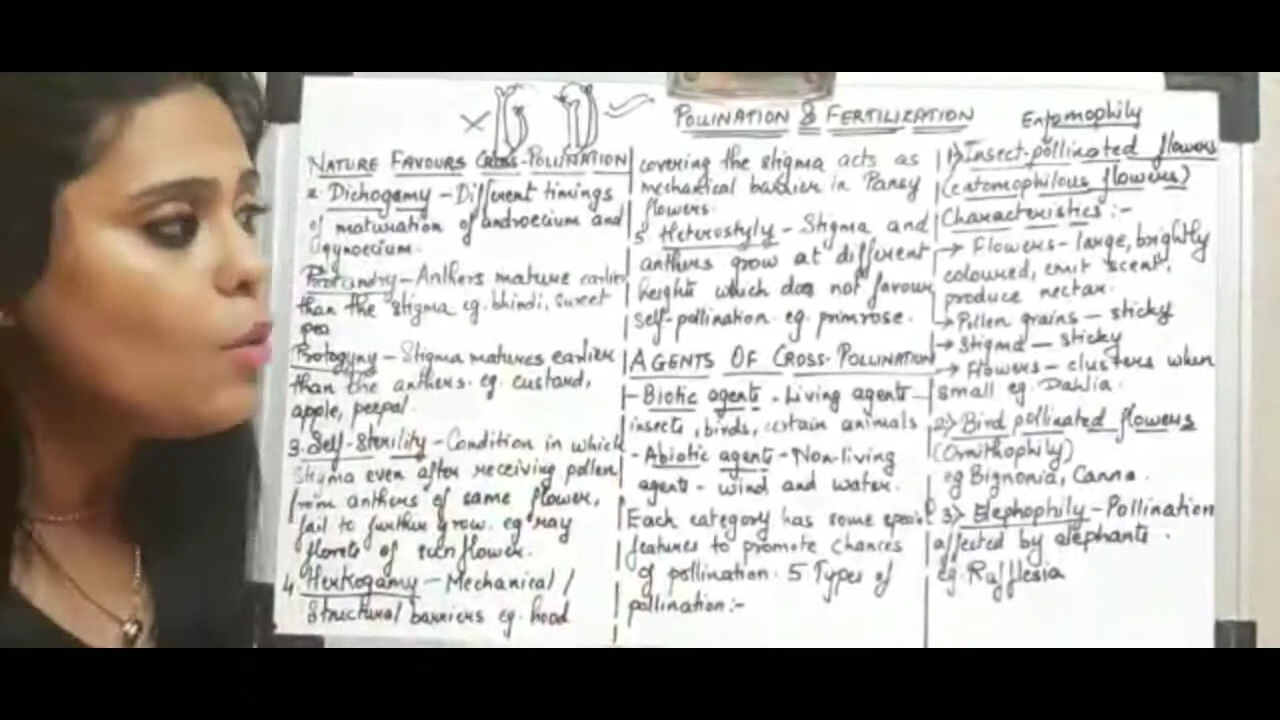 POLLINATION & FERTILIZATION
NATURE FAVOURS CROSS-POLLINATION
2. Dichogamy - Different timings
of maturation of androecium and
gynoecium.
Protandry - Anthers mature earlier
than the stigma eg. bhindi, sweet
pea
Protogyny - Stigma matures earlier
than the anthers. eg. custard,
apple, peepal.
3. Self-Sterility - Condition in which
stigma even after receiving pollen
from anthers of same flower,
fail to further grow. eg ray
florets of sunflower.
4. Herkogamy - Mechanical /
Structural barriers eg. hood
covering the stigma acts as
mechanical barrier in Pansy
flowers.
5. Heterostyly - Stigma and
anthers grow at different
heights which does not favour
self-pollination. eg. primrose.
AGENTS OF CROSS-POLLINATION
- Biotic agents - Living agents -
insects, birds, certain animals
- Abiotic agents - Non-living
agents - wind and water.
Each category has some special
features to promote chances
of pollination. 5 Types of
pollination:-
Entomophily
1) Insect-pollinated flowers
(entomophilous flowers)
Characteristics:-
→ Flowers - large, brightly
coloured, emit scent,
produce nectar.
→ Pollen grains - sticky
→ Stigma - sticky
→ Flowers - clusters when
small eg. Dahlia.
2) Bird pollinated flowers
(Ornithophily)
eg Bignonia, Canna.
3) Elephophily - Pollination
affected by elephants.
eg. Rafflesia